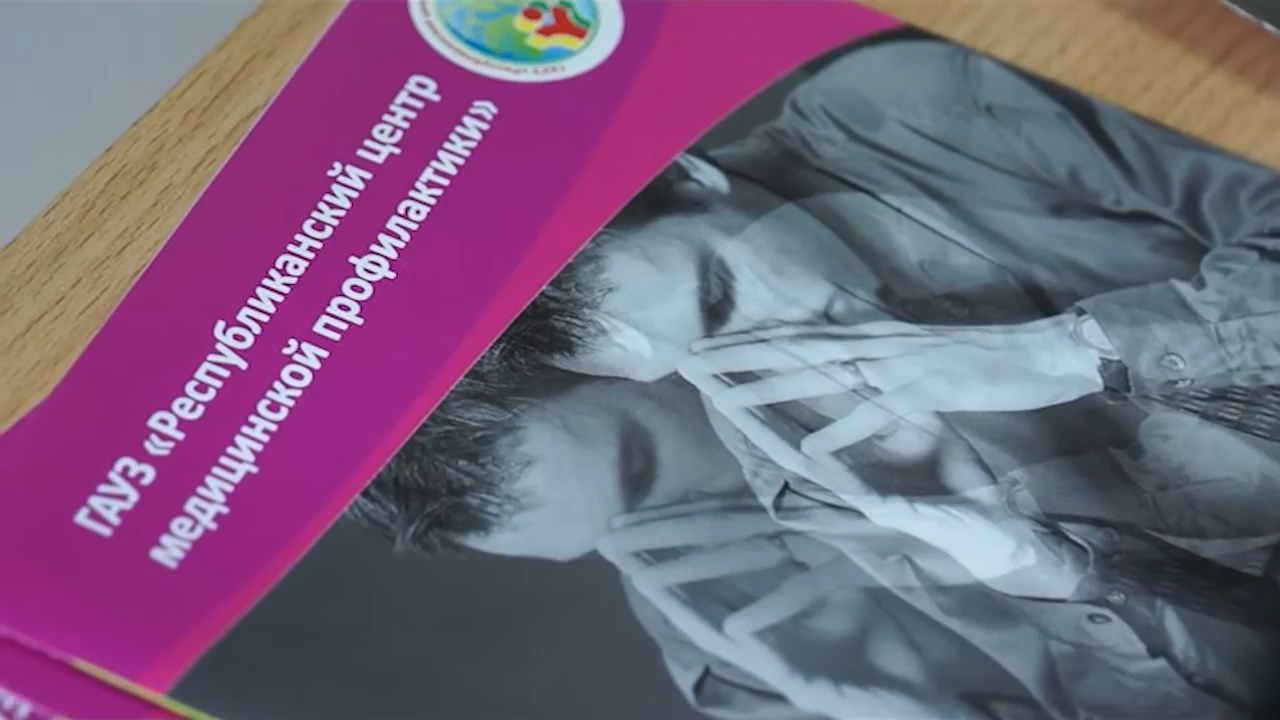 ГАУЗ «Республиканский центр
медицинской профилактики»